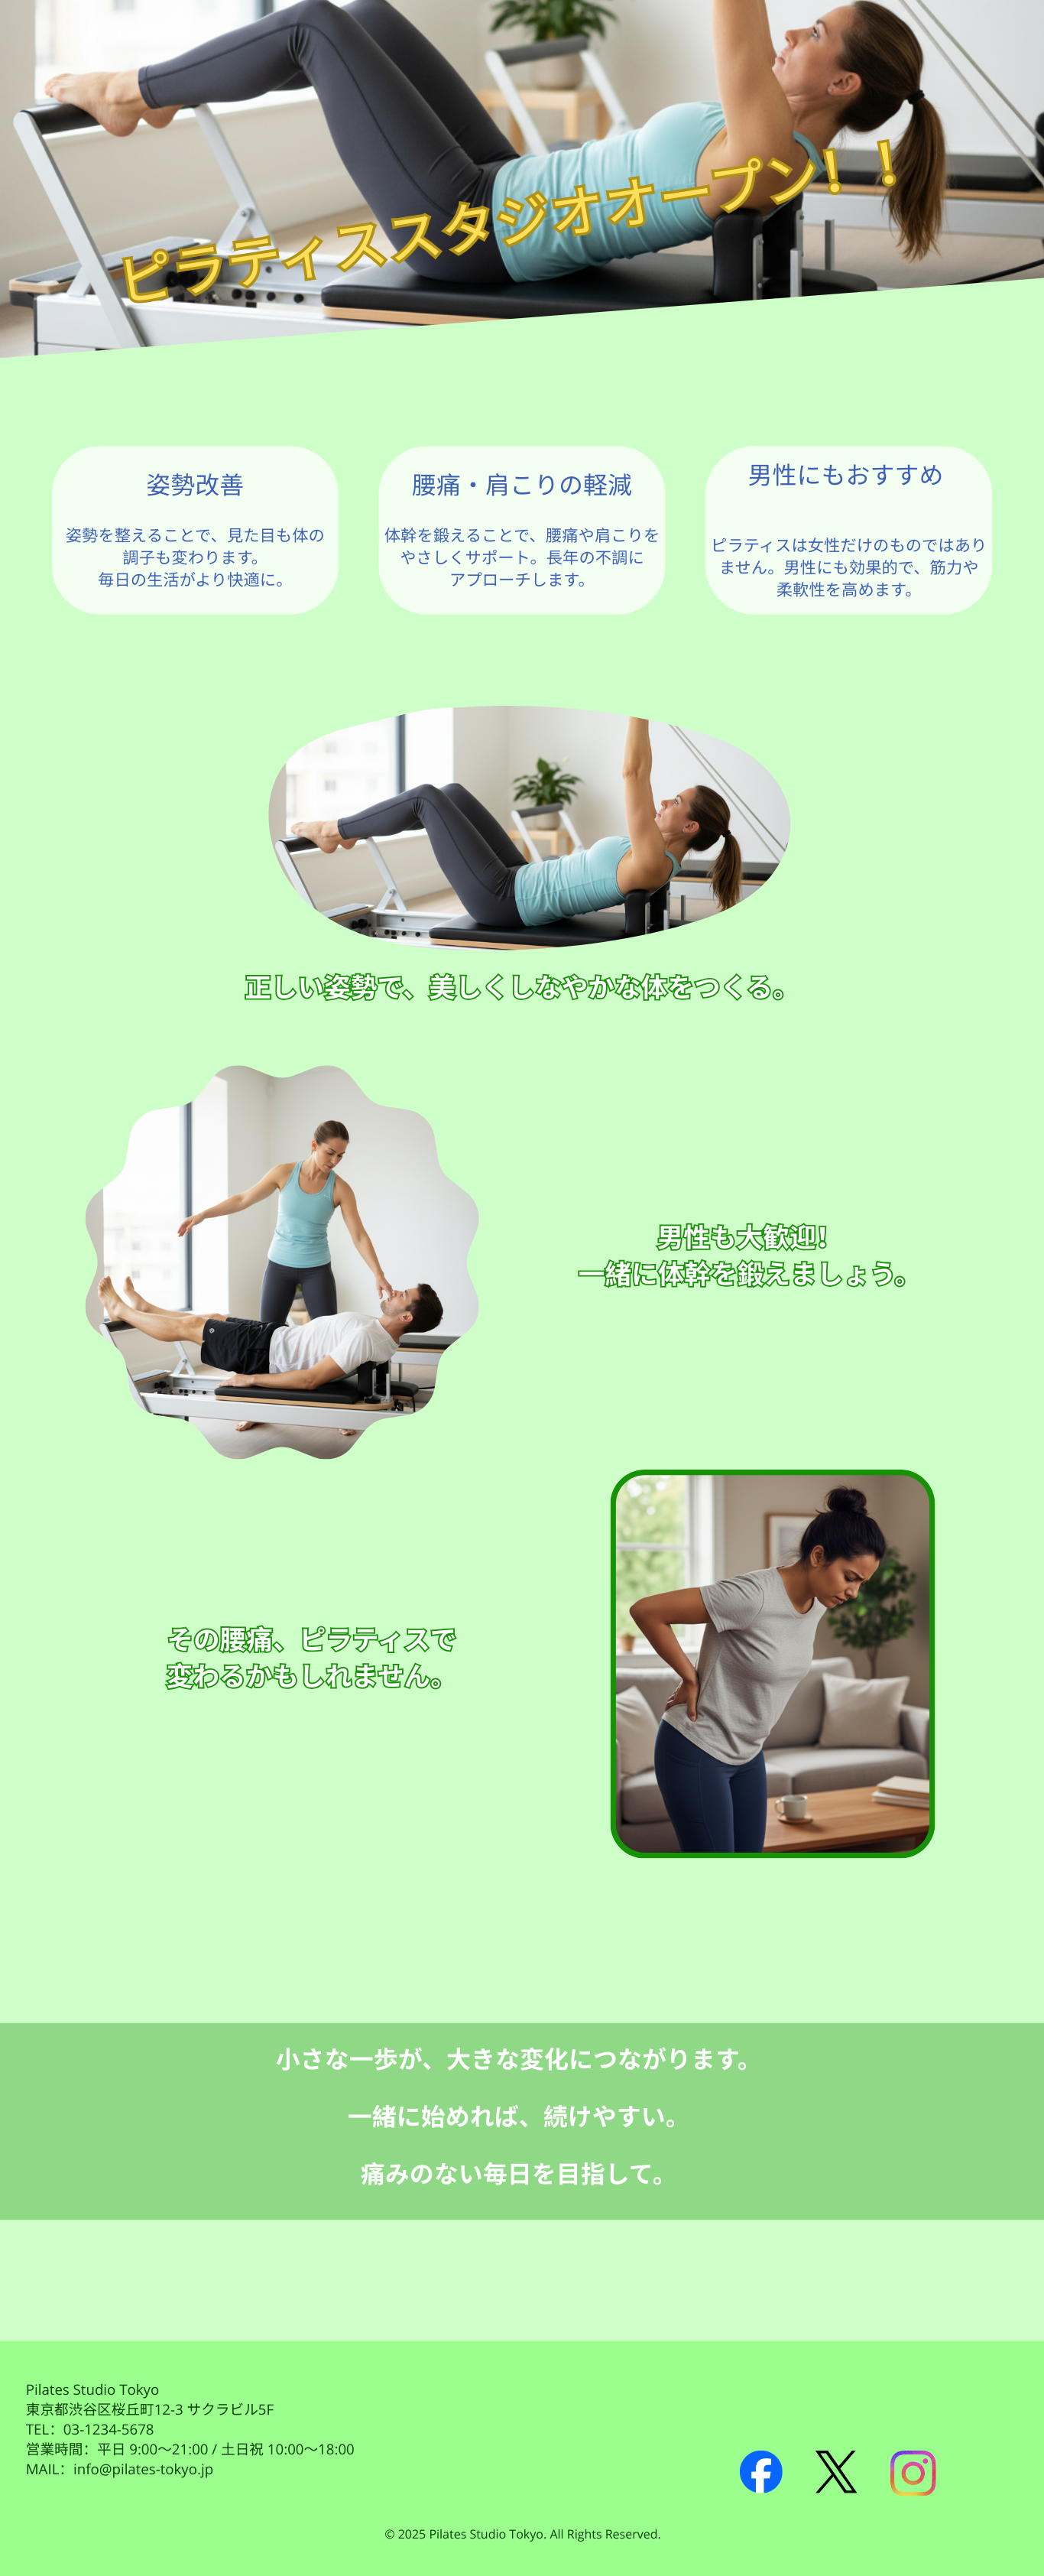 ピラティススタジオオープン！！
姿勢改善
姿勢を整えることで、見た目も体の
調子も変わります。
毎日の生活がより快適に。
腰痛・肩こりの軽減
体幹を鍛えることで、腰痛や肩こりを
やさしくサポート。長年の不調に
アプローチします。
男性にもおすすめ
ピラティスは女性だけのものではあり
ません。男性にも効果的で、筋力や
柔軟性を高めます。
正しい姿勢で、美しくしなやかな体をつくる。
男性も大歓迎!
一緒に体幹を鍛えましょう。
その腰痛、ピラティスで
変わるかもしれません。
小さな一歩が、大きな変化につながります。
一緒に始めれば、続けやすい。
痛みのない毎日を目指して。
Pilates Studio Tokyo
東京都渋谷区桜丘町12-3 サクラビル5F
TEL：03-1234-5678
営業時間：平日 9:00〜21:00 / 土日祝 10:00〜18:00
MAIL：info@pilates-tokyo.jp
© 2025 Pilates Studio Tokyo. All Rights Reserved.